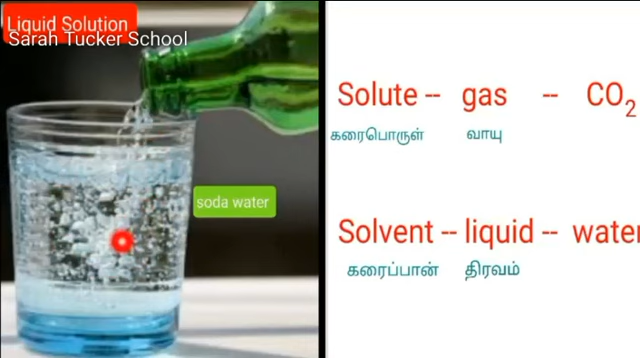 Liquid Solution
Sarah Tucker School
soda water
Solute -- gas -- CO₂
கரைபொருள் வாயு
Solvent -- liquid -- water
கரைப்பான் திரவம்